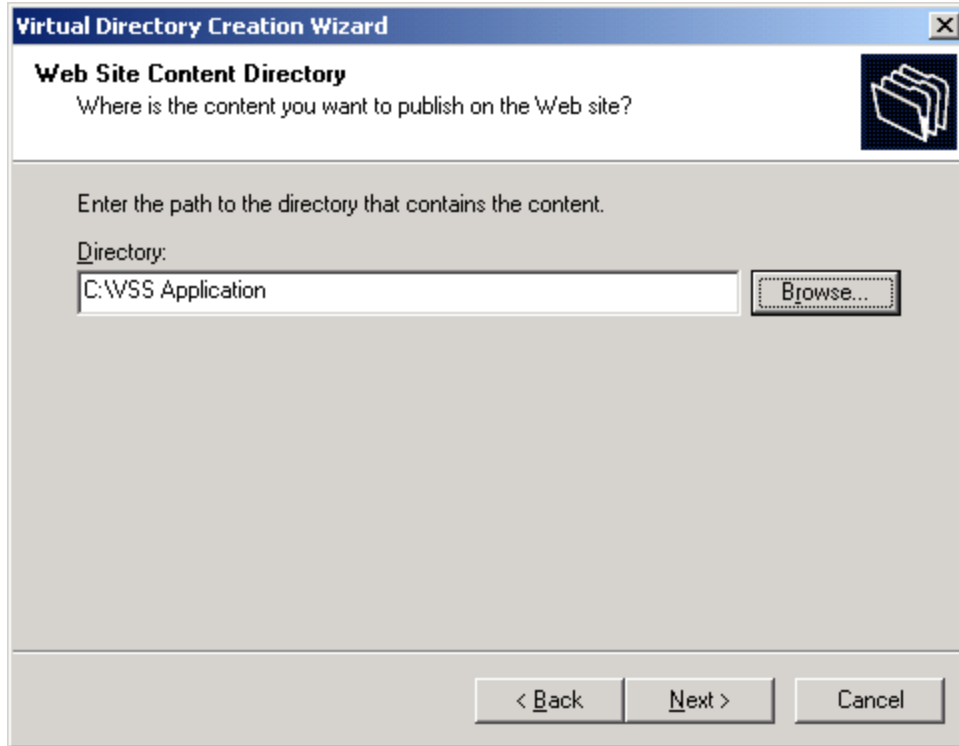 Virtual Directory Creation Wizard
Web Site Content Directory
Where is the content you want to publish on the Web site?
Enter the path to the directory that contains the content.
Directory:
C:\VSS Application
Browse...
< Back
Next >
Cancel